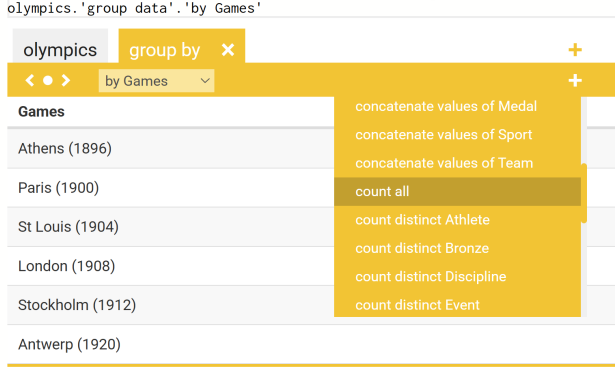 olympics.'group data'.'by Games'
olympics group by ×
+
by Games
+
Games
concatenate values of Medal
concatenate values of Sport
concatenate values of Team
count all
count distinct Athlete
count distinct Bronze
count distinct Discipline
count distinct Event
Athens (1896)
Paris (1900)
St Louis (1904)
London (1908)
Stockholm (1912)
Antwerp (1920)